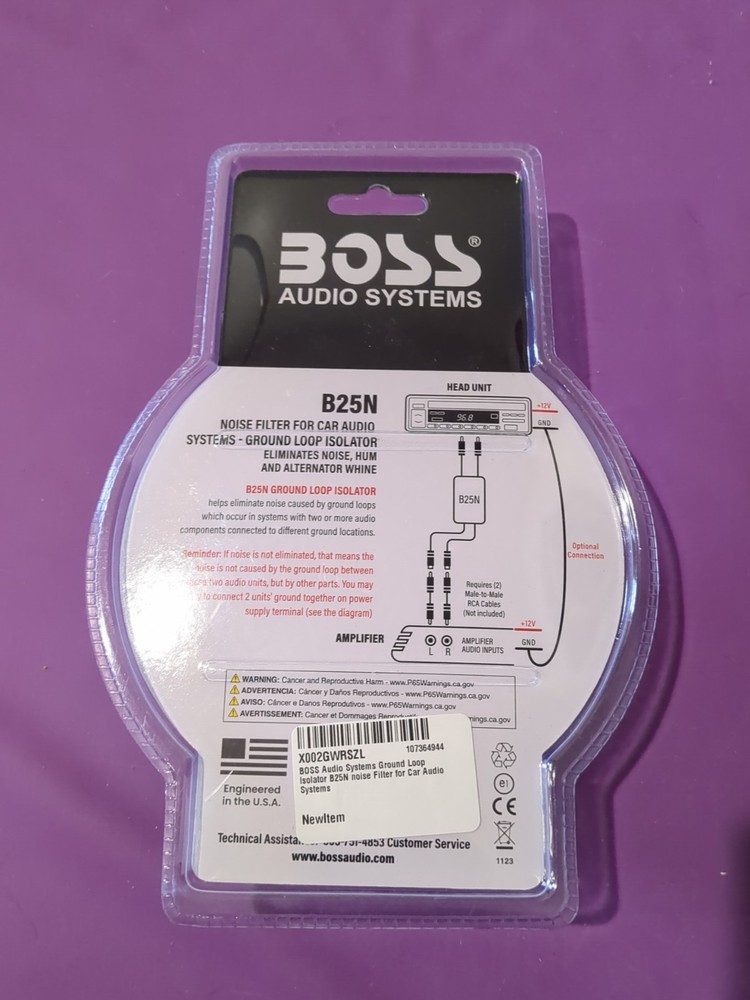 BOSS®
AUDIO SYSTEMS
B25N
NOISE FILTER FOR CAR AUDIO
SYSTEMS - GROUND LOOP ISOLATOR
ELIMINATES NOISE, HUM
AND ALTERNATOR WHINE
B25N GROUND LOOP ISOLATOR
helps eliminate noise caused by ground loops
which occur in systems with two or more audio
components connected to different ground locations.
Reminder: If noise is not eliminated, that means the
noise is not caused by the ground loop between
two audio units, but by other parts. You may
to connect 2 units' ground together on power
supply terminal (see the diagram)
HEAD UNIT
96.8
+12V
GND
B25N
Optional
Connection
Requires (2)
Male-to-Male
RCA Cables
(Not included)
AMPLIFIER
L R
AMPLIFIER
AUDIO INPUTS
+12V
GND
WARNING: Cancer and Reproductive Harm - www.P65Warnings.ca.gov
ADVERTENCIA: Cáncer y Daños Reproductivos - www.P65Warnings.ca.gov
AVISO: Câncer e Danos Reprodutivos - www.P65Warnings.ca.gov
AVERTISSEMENT: Cancer et Dommages
Engineered
in the U.S.A.
X002GWRSZL
107364944
BOSS Audio Systems Ground Loop
Isolator B25N noise Filter for Car Audio
Systems
NewItem
e1
CE
1123
Technical 751-4853 Customer Service
www.bossaudio.com